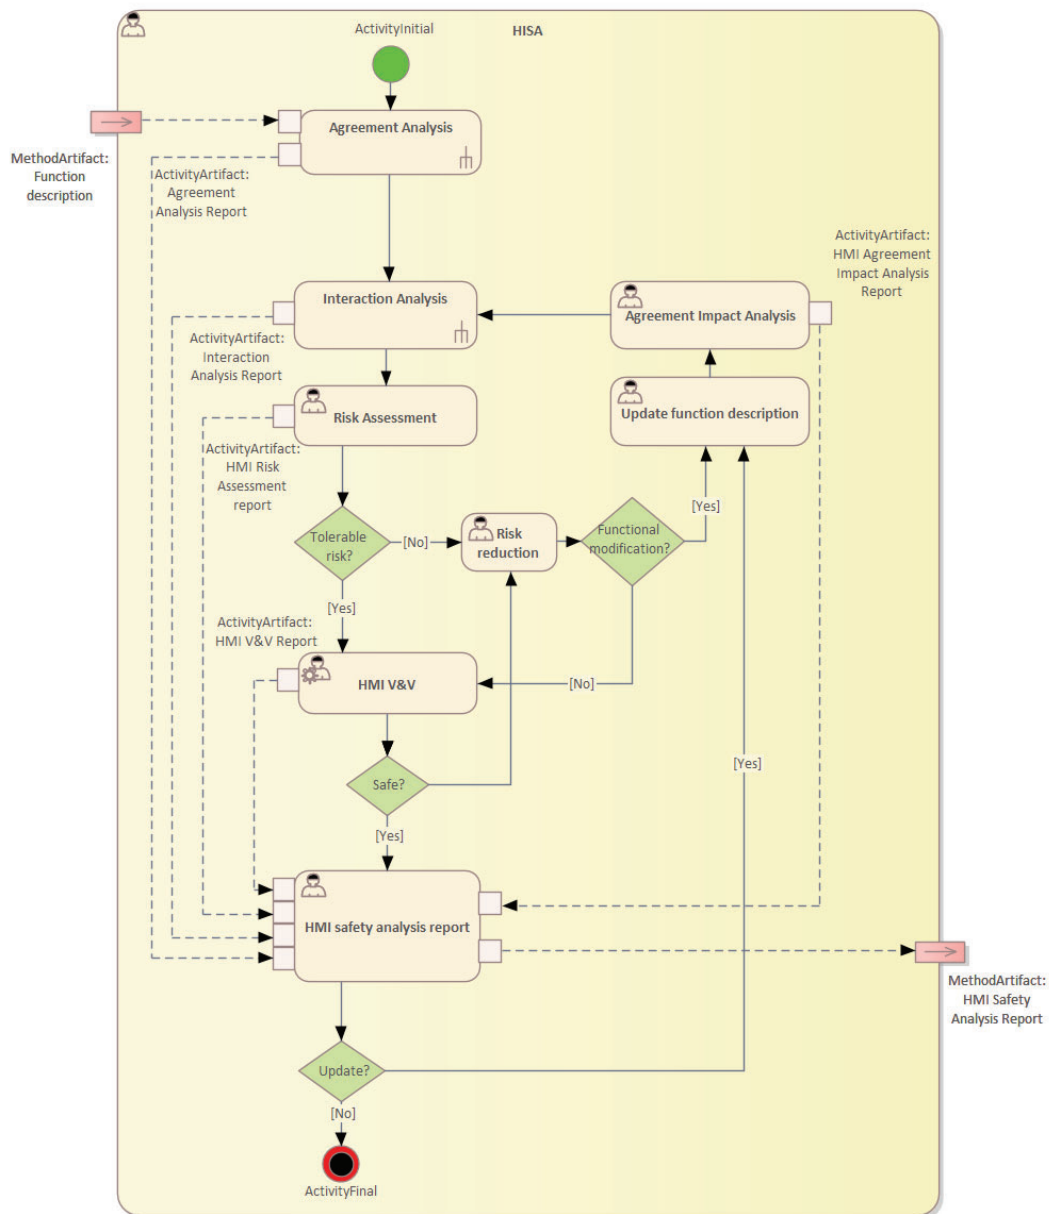 ActivityInitial
HISA
Agreement Analysis
MethodArtifact:
Function
description
ActivityArtifact:
Agreement
Analysis Report
ActivityArtifact:
HMI Agreement
Impact Analysis
Report
Interaction Analysis
Agreement Impact Analysis
ActivityArtifact:
Interaction
Analysis Report
Risk Assessment
Update function description
ActivityArtifact:
HMI Risk
Assessment
report
[Yes]
Tolerable
risk?
[No]
Risk
reduction
Functional
modification?
[Yes]
ActivityArtifact:
HMI V&V Report
HMI V&V
[No]
[Yes]
Safe?
[Yes]
HMI safety analysis report
MethodArtifact:
HMI Safety
Analysis Report
Update?
[No]
ActivityFinal